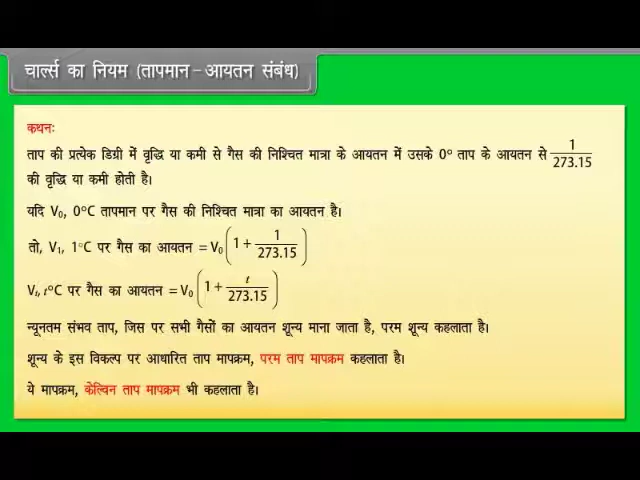 चार्ल्स का नियम (तापमान – आयतन संबंध)
कथनः
ताप की प्रत्येक डिग्री में वृद्धि या कमी से गैस की निश्चित मात्रा के आयतन में उसके 0° ताप के आयतन से 1/273.15
की वृद्धि या कमी होती है।
यदि V₀, 0°C तापमान पर गैस की निश्चित मात्रा का आयतन है।
तो, V₁, 1°C पर गैस का आयतन = V₀ (1 + 1/273.15)
Vₜ, t°C पर गैस का आयतन = V₀ (1 + t/273.15)
न्यूनतम संभव ताप, जिस पर सभी गैसों का आयतन शून्य माना जाता है, परम शून्य कहलाता है।
शून्य के इस विकल्प पर आधारित ताप मापक्रम, परम ताप मापक्रम कहलाता है।
ये मापक्रम, केल्विन ताप मापक्रम भी कहलाता है।